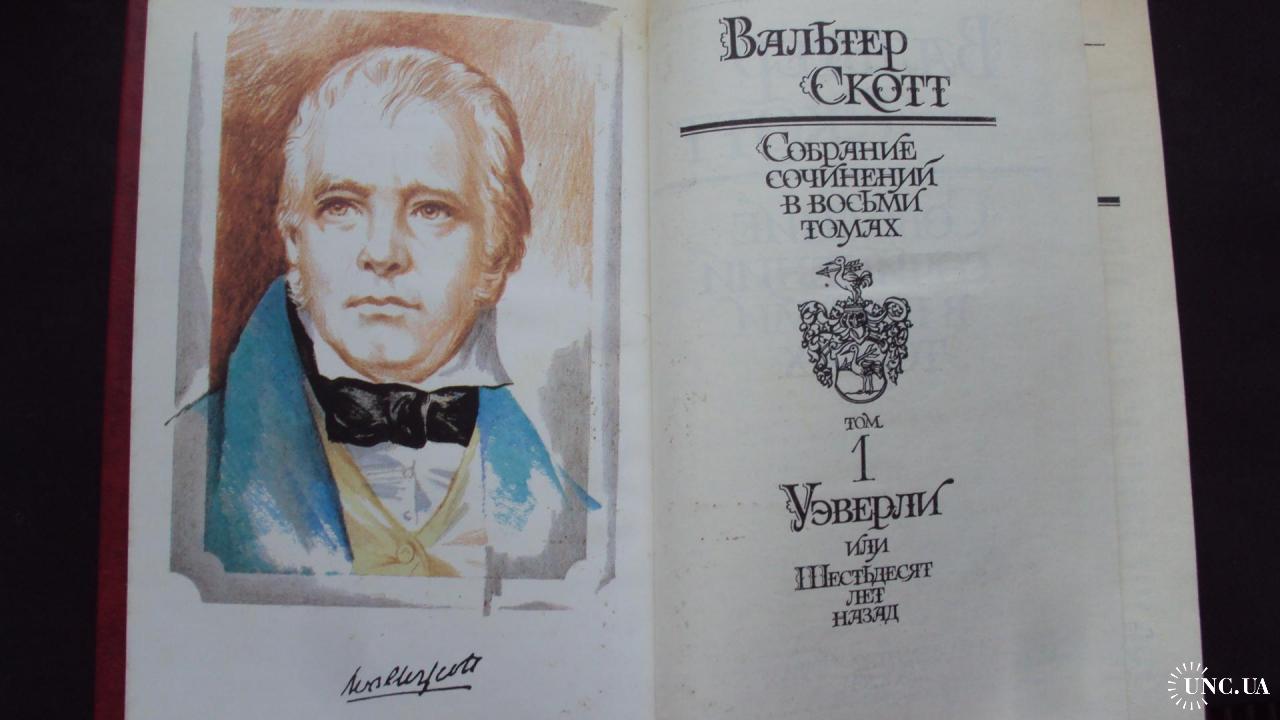 Вальтер
Скотт
Собрание
сочинений
в восьми
томах
том
1
Уэверли
или
Шестьдесят
лет
назад
UNC.UA